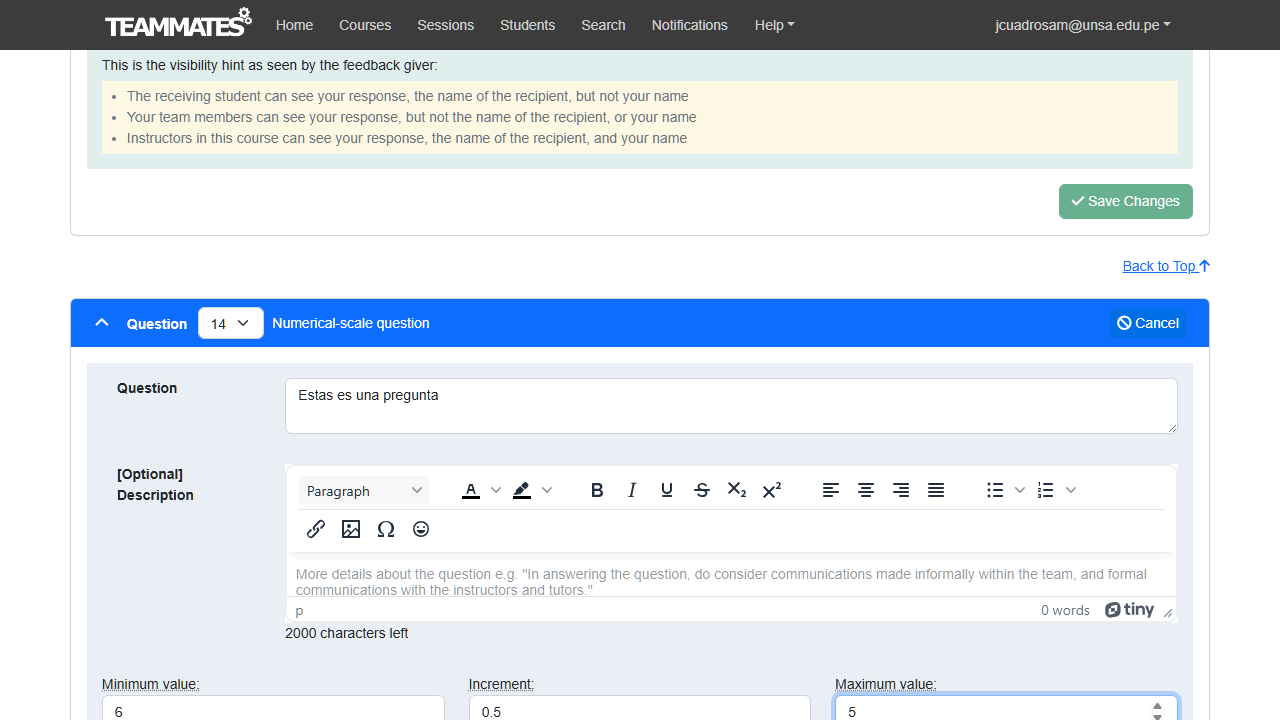 TEAMMATES Home Courses Sessions Students Search Notifications Help jcuadrosam@unsa.edu.pe
This is the visibility hint as seen by the feedback giver:
• The receiving student can see your response, the name of the recipient, but not your name
• Your team members can see your response, but not the name of the recipient, or your name
• Instructors in this course can see your response, the name of the recipient, and your name
Save Changes
Back to Top
Question 14 Numerical-scale question Cancel
Question
Estas es una pregunta
[Optional]
Description
Paragraph
More details about the question e.g. "In answering the question, do consider communications made informally within the team, and formal
communications with the instructors and tutors."
p 0 words tiny
2000 characters left
Minimum value: Increment: Maximum value:
6 0.5 5